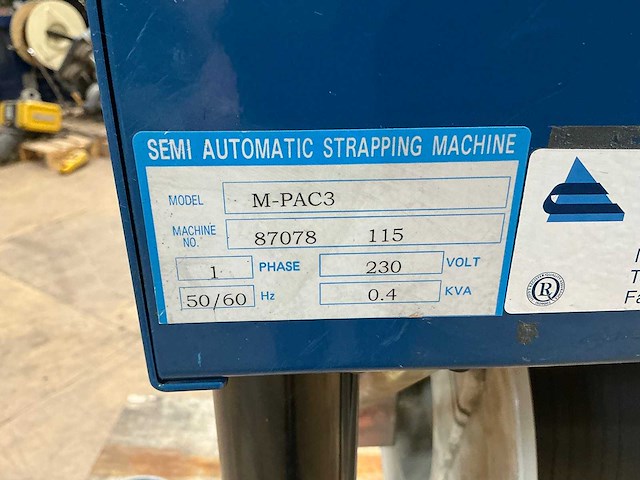 SEMI AUTOMATIC STRAPPING MACHINE
MODEL M-PAC3
MACHINE NO. 87078 115
1 PHASE 230 VOLT
50/60 Hz 0.4 KVA
R